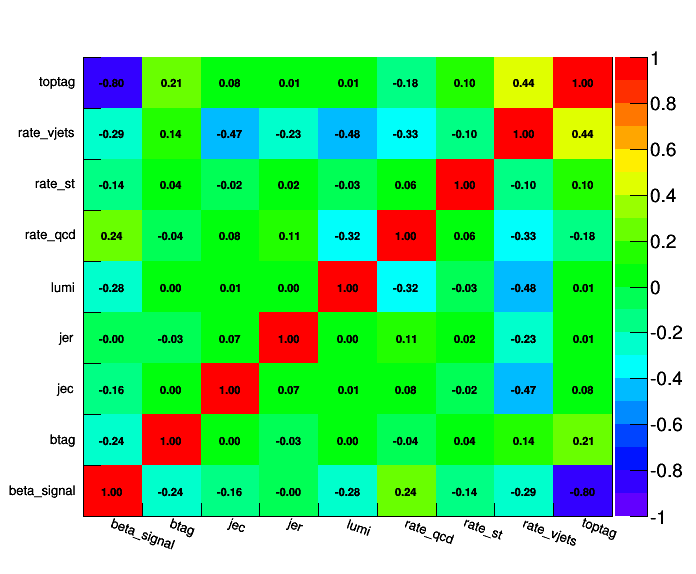 toptag -0.80 0.21 0.08 0.01 0.01 -0.18 0.10 0.44 1.00
rate_vjets -0.29 0.14 -0.47 -0.23 -0.48 -0.33 -0.10 1.00 0.44
rate_st -0.14 0.04 -0.02 0.02 -0.03 0.06 1.00 -0.10 0.10
rate_qcd 0.24 -0.04 0.08 0.11 -0.32 1.00 0.06 -0.33 -0.18
lumi -0.28 0.00 0.01 0.00 1.00 -0.32 -0.03 -0.48 0.01
jer -0.00 -0.03 0.07 1.00 0.00 0.11 0.02 -0.23 0.01
jec -0.16 0.00 1.00 0.07 0.01 0.08 -0.02 -0.47 0.08
btag -0.24 1.00 0.00 -0.03 0.00 -0.04 0.04 0.14 0.21
beta_signal 1.00 -0.24 -0.16 -0.00 -0.28 0.24 -0.14 -0.29 -0.80
beta_signal btag jec jer lumi rate_qcd rate_st rate_vjets toptag
1
0.8
0.6
0.4
0.2
0
-0.2
-0.4
-0.6
-0.8
-1